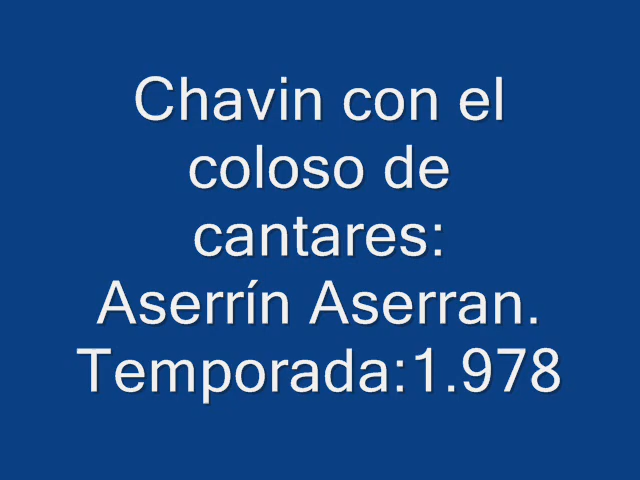 Chavin con el
coloso de
cantares:
Aserrín Aserran.
Temporada:1.978